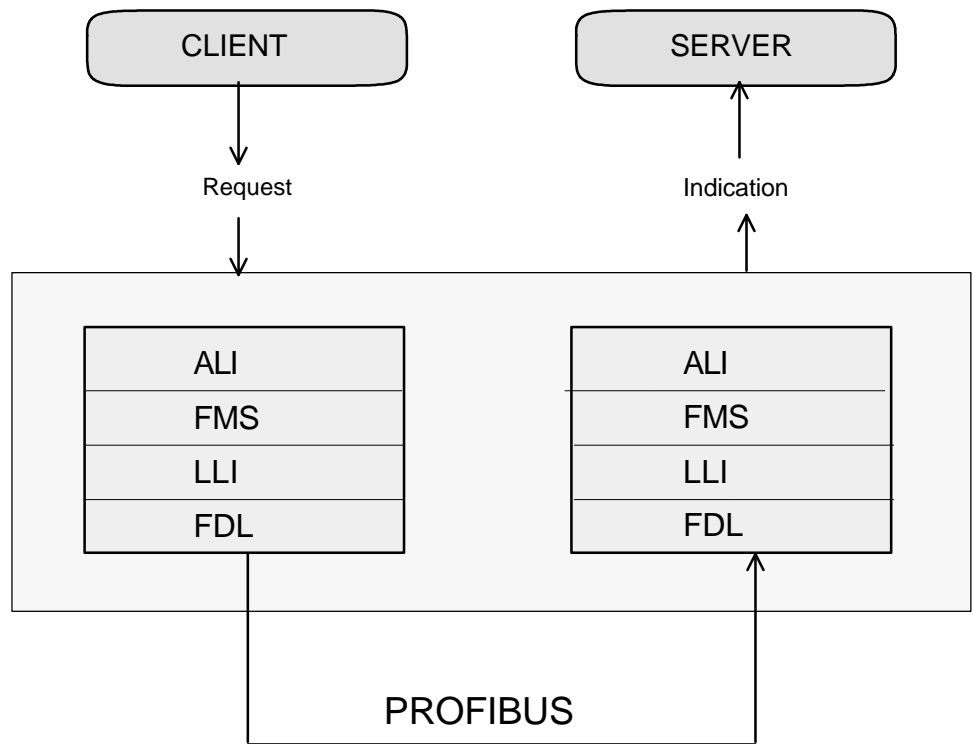 CLIENT
SERVER
Request
Indication
ALI
FMS
LLI
FDL
ALI
FMS
LLI
FDL
PROFIBUS